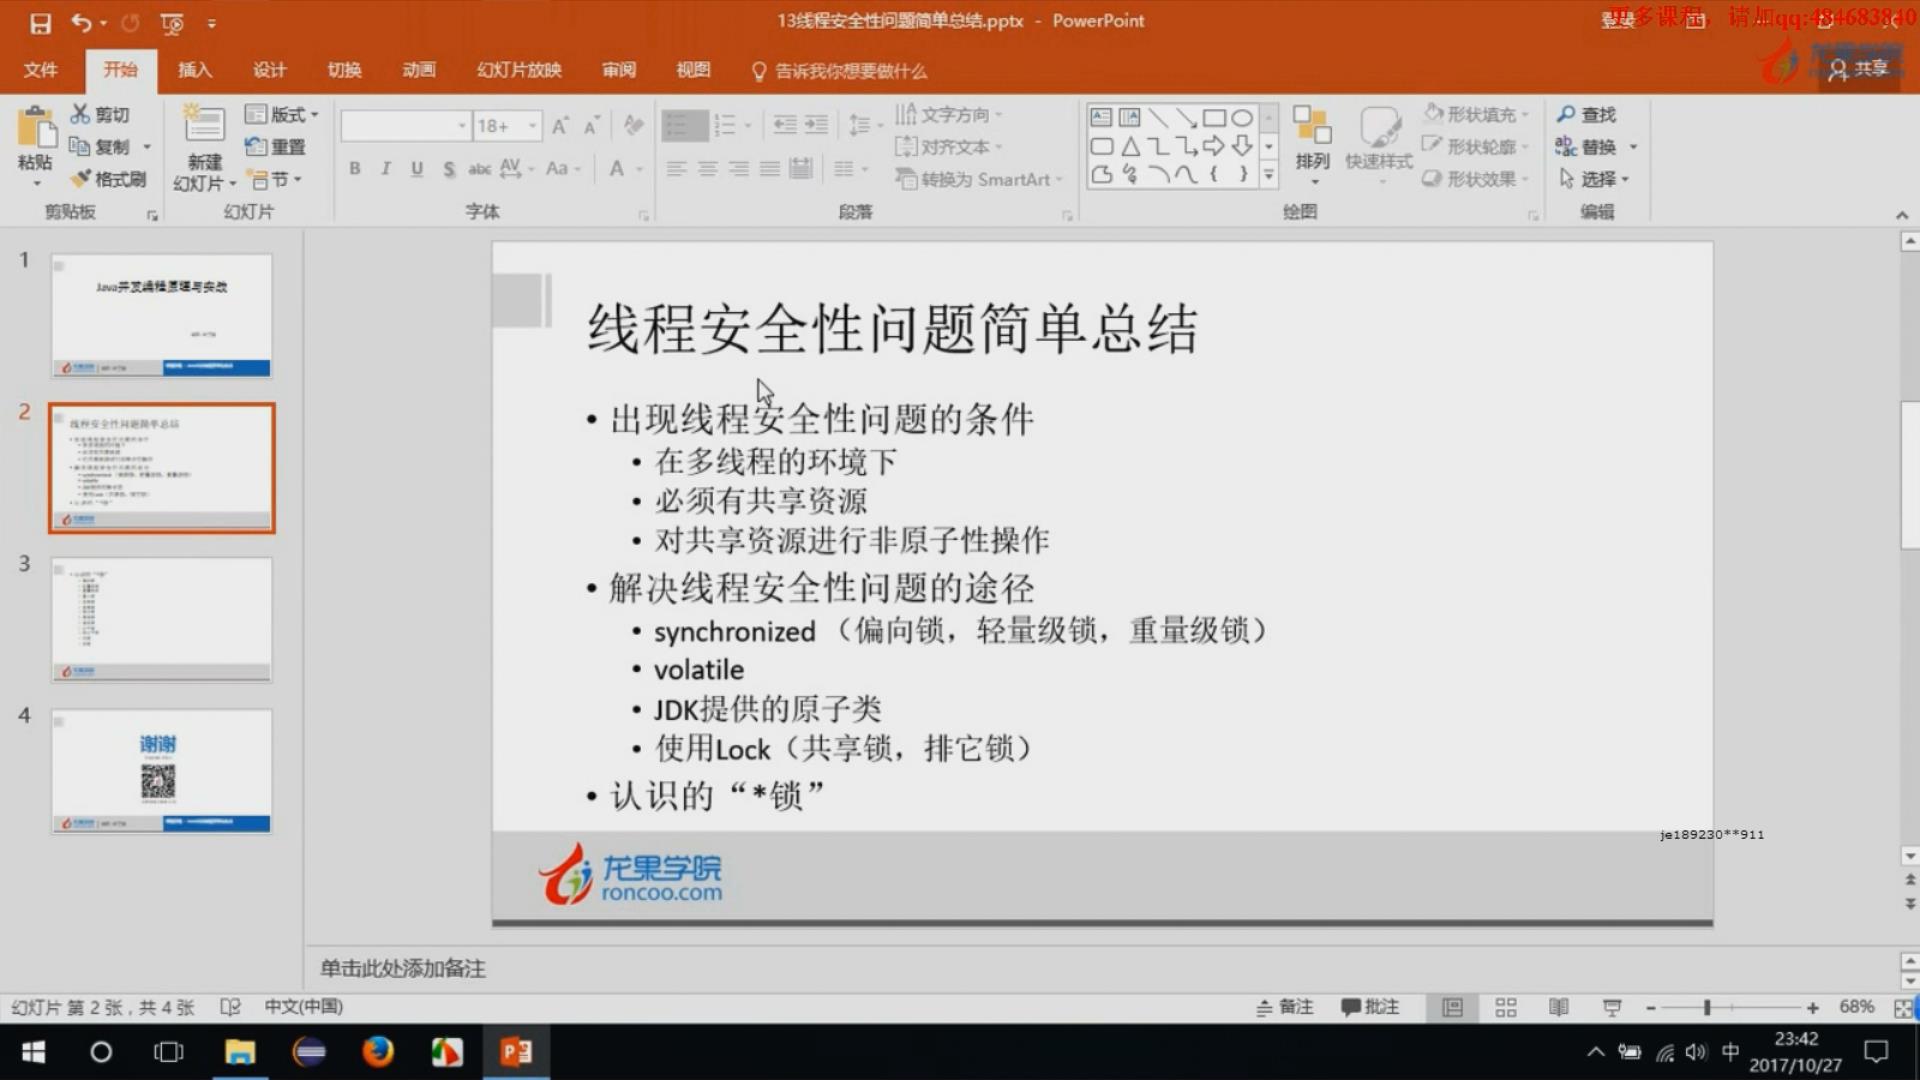 13线程安全性问题简单总结.pptx - PowerPoint
登录
更多课程，请加qq:484683840
文件 开始 插入 设计 切换 动画 幻灯片放映 审阅 视图 告诉我你想要做什么 共享
龙果学院
粘贴 剪切 复制 格式刷 剪贴板
新建幻灯片 版式 重置 节 幻灯片
18+
B I U S abc AV Aa A
字体
文字方向
对齐文本
转换为 SmartArt
段落
排列 快速样式 形状填充 形状轮廓 形状效果 绘图
查找
替换
选择
编辑
1
Java并发编程原理与实战
2
线程安全性问题简单总结
3
4
谢谢
线程安全性问题简单总结
• 出现线程安全性问题的条件
• 在多线程的环境下
• 必须有共享资源
• 对共享资源进行非原子性操作
• 解决线程安全性问题的途径
• synchronized （偏向锁，轻量级锁，重量级锁）
• volatile
• JDK提供的原子类
• 使用Lock（共享锁，排它锁）
• 认识的“*锁”
je189230**911
龙果学院
roncoo.com
单击此处添加备注
幻灯片 第 2 张，共 4 张 中文(中国) 备注 批注 68%
中
23:42
2017/10/27